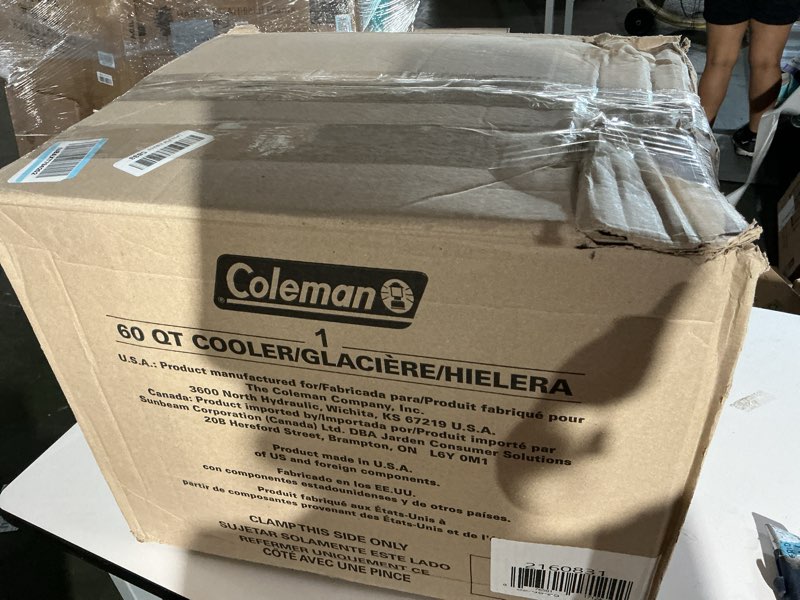 Coleman
1
60 QT COOLER/GLACIÈRE/HIELERA
U.S.A.: Product manufactured for/Fabricada para/Produit fabriqué pour
The Coleman Company, Inc.
3600 North Hydraulic, Wichita, KS 67219 U.S.A.
Canada: Product imported by/Importada por/Produit importé par
Sunbeam Corporation (Canada) Ltd. DBA Jarden Consumer Solutions
20B Hereford Street, Brampton, ON L6Y 0M1
Product made in U.S.A.
of US and foreign components.
Fabricado en los EE.UU.
con componentes estadounidenses y de otros países.
Produit fabriqué aux États-Unis à
partir de composantes provenant des États-Unis et de l'
CLAMP THIS SIDE ONLY
SUJETAR SOLAMENTE ESTE LADO
REFERMER UNIQUEMENT CE
CÔTÉ AVEC UNE PINCE
2160831